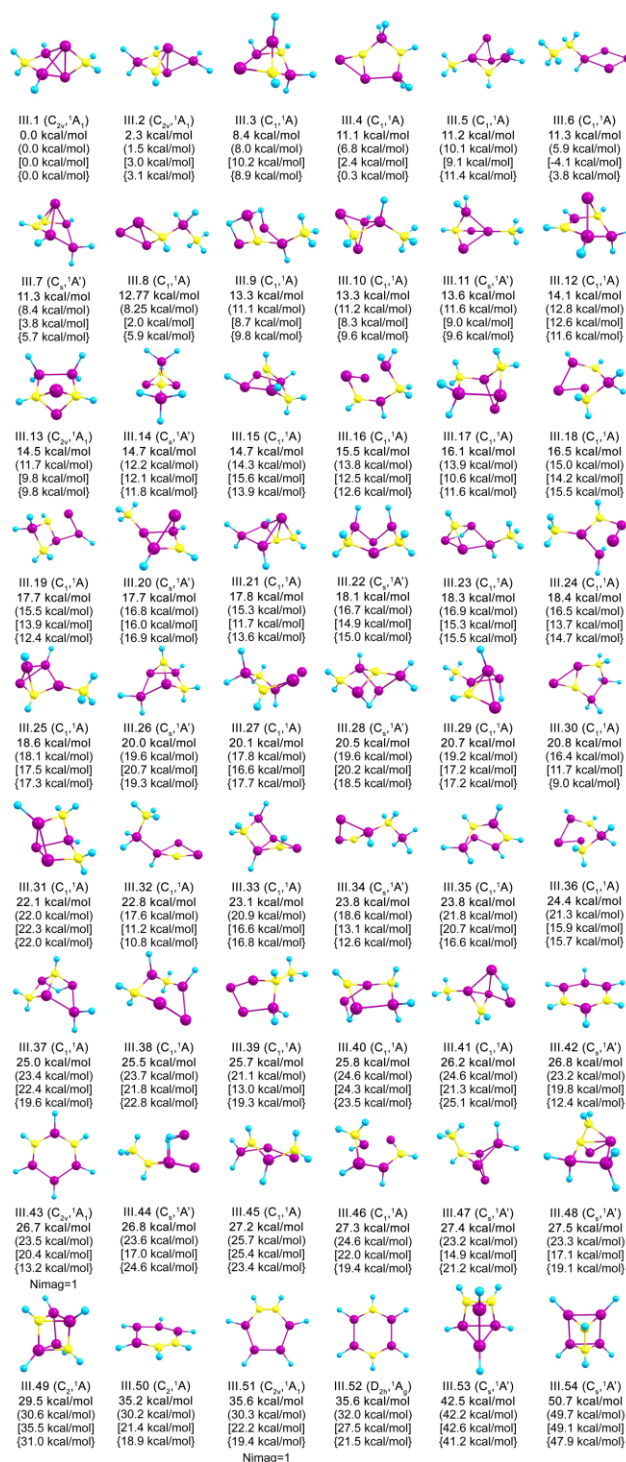 III.1 (C2v,1A1) III.2 (C2v,1A1) III.3 (C1,1A) III.4 (C1,1A) III.5 (C1,1A) III.6 (C1,1A)
0.0 kcal/mol 2.3 kcal/mol 8.4 kcal/mol 11.1 kcal/mol 11.2 kcal/mol 11.3 kcal/mol
(0.0 kcal/mol) (1.5 kcal/mol) (8.0 kcal/mol) (6.8 kcal/mol) (10.1 kcal/mol) (5.9 kcal/mol)
[0.0 kcal/mol] [3.0 kcal/mol] [10.2 kcal/mol] [2.4 kcal/mol] [9.1 kcal/mol] [-4.1 kcal/mol]
{0.0 kcal/mol} {3.1 kcal/mol} {8.9 kcal/mol} {0.3 kcal/mol} {11.4 kcal/mol} {3.8 kcal/mol}
III.7 (Cs,1A') III.8 (C1,1A) III.9 (C1,1A) III.10 (C1,1A) III.11 (Cs,1A') III.12 (C1,1A)
11.3 kcal/mol 12.77 kcal/mol 13.3 kcal/mol 13.3 kcal/mol 13.6 kcal/mol 14.1 kcal/mol
(8.4 kcal/mol) (8.25 kcal/mol) (11.1 kcal/mol) (11.2 kcal/mol) (11.6 kcal/mol) (12.8 kcal/mol)
[3.8 kcal/mol] [2.0 kcal/mol] [8.7 kcal/mol] [8.3 kcal/mol] [9.0 kcal/mol] [12.6 kcal/mol]
{5.7 kcal/mol} {5.9 kcal/mol} {9.8 kcal/mol} {9.6 kcal/mol} {9.6 kcal/mol} {11.6 kcal/mol}
III.13 (C2v,1A1) III.14 (Cs,1A') III.15 (C1,1A) III.16 (C1,1A) III.17 (C1,1A) III.18 (C1,1A)
14.5 kcal/mol 14.7 kcal/mol 14.7 kcal/mol 15.5 kcal/mol 16.1 kcal/mol 16.5 kcal/mol
(11.7 kcal/mol) (12.2 kcal/mol) (14.3 kcal/mol) (13.8 kcal/mol) (13.9 kcal/mol) (15.0 kcal/mol)
[9.8 kcal/mol] [12.1 kcal/mol] [15.6 kcal/mol] [12.5 kcal/mol] [10.6 kcal/mol] [14.2 kcal/mol]
{9.8 kcal/mol} {11.8 kcal/mol} {13.9 kcal/mol} {12.6 kcal/mol} {11.6 kcal/mol} {15.5 kcal/mol}
III.19 (C1,1A) III.20 (Cs,1A') III.21 (C1,1A) III.22 (Cs,1A') III.23 (C1,1A) III.24 (C1,1A)
17.7 kcal/mol 17.7 kcal/mol 17.8 kcal/mol 18.1 kcal/mol 18.3 kcal/mol 18.4 kcal/mol
(15.5 kcal/mol) (16.8 kcal/mol) (15.3 kcal/mol) (16.7 kcal/mol) (16.9 kcal/mol) (16.5 kcal/mol)
[13.9 kcal/mol] [16.0 kcal/mol] [11.7 kcal/mol] [14.9 kcal/mol] [15.3 kcal/mol] [13.7 kcal/mol]
{12.4 kcal/mol} {16.9 kcal/mol} {13.6 kcal/mol} {15.0 kcal/mol} {15.5 kcal/mol} {14.7 kcal/mol}
III.25 (C1,1A) III.26 (Cs,1A') III.27 (C1,1A) III.28 (Cs,1A') III.29 (C1,1A) III.30 (C1,1A)
18.6 kcal/mol 20.0 kcal/mol 20.1 kcal/mol 20.5 kcal/mol 20.7 kcal/mol 20.8 kcal/mol
(18.1 kcal/mol) (19.6 kcal/mol) (17.8 kcal/mol) (19.6 kcal/mol) (19.2 kcal/mol) (16.4 kcal/mol)
[17.5 kcal/mol] [20.7 kcal/mol] [16.6 kcal/mol] [20.2 kcal/mol] [17.2 kcal/mol] [11.7 kcal/mol]
{17.3 kcal/mol} {19.3 kcal/mol} {17.7 kcal/mol} {18.5 kcal/mol} {17.2 kcal/mol} {9.0 kcal/mol}
III.31 (C1,1A) III.32 (C1,1A) III.33 (C1,1A) III.34 (Cs,1A') III.35 (C1,1A) III.36 (C1,1A)
22.1 kcal/mol 22.8 kcal/mol 23.1 kcal/mol 23.8 kcal/mol 23.8 kcal/mol 24.4 kcal/mol
(22.0 kcal/mol) (17.6 kcal/mol) (20.9 kcal/mol) (18.6 kcal/mol) (21.8 kcal/mol) (21.3 kcal/mol)
[22.3 kcal/mol] [11.2 kcal/mol] [16.6 kcal/mol] [13.1 kcal/mol] [20.7 kcal/mol] [15.9 kcal/mol]
{22.0 kcal/mol} {10.8 kcal/mol} {16.8 kcal/mol} {12.6 kcal/mol} {16.6 kcal/mol} {15.7 kcal/mol}
III.37 (C1,1A) III.38 (C1,1A) III.39 (C1,1A) III.40 (C1,1A) III.41 (C1,1A) III.42 (Cs,1A')
25.0 kcal/mol 25.5 kcal/mol 25.7 kcal/mol 25.8 kcal/mol 26.2 kcal/mol 26.8 kcal/mol
(23.4 kcal/mol) (23.7 kcal/mol) (21.1 kcal/mol) (24.6 kcal/mol) (24.6 kcal/mol) (23.2 kcal/mol)
[22.4 kcal/mol] [21.8 kcal/mol] [13.0 kcal/mol] [24.3 kcal/mol] [21.3 kcal/mol] [19.8 kcal/mol]
{19.6 kcal/mol} {22.8 kcal/mol} {19.3 kcal/mol} {23.5 kcal/mol} {25.1 kcal/mol} {12.4 kcal/mol}
III.43 (C2v,1A1) III.44 (Cs,1A') III.45 (C1,1A) III.46 (C1,1A) III.47 (Cs,1A') III.48 (Cs,1A')
26.7 kcal/mol 26.8 kcal/mol 27.2 kcal/mol 27.3 kcal/mol 27.4 kcal/mol 27.5 kcal/mol
(23.5 kcal/mol) (23.6 kcal/mol) (25.7 kcal/mol) (24.6 kcal/mol) (23.2 kcal/mol) (23.3 kcal/mol)
[20.4 kcal/mol] [17.0 kcal/mol] [25.4 kcal/mol] [22.0 kcal/mol] [14.9 kcal/mol] [17.1 kcal/mol]
{13.2 kcal/mol} {24.6 kcal/mol} {23.4 kcal/mol} {19.4 kcal/mol} {21.2 kcal/mol} {19.1 kcal/mol}
Nimag=1
III.49 (C2,1A) III.50 (C2,1A) III.51 (C2v,1A1) III.52 (D2h,1Ag) III.53 (Cs,1A') III.54 (Cs,1A')
29.5 kcal/mol 35.2 kcal/mol 35.6 kcal/mol 35.6 kcal/mol 42.5 kcal/mol 50.7 kcal/mol
(30.6 kcal/mol) (30.2 kcal/mol) (30.3 kcal/mol) (32.0 kcal/mol) (42.2 kcal/mol) (49.7 kcal/mol)
[35.5 kcal/mol] [21.4 kcal/mol] [22.2 kcal/mol] [27.5 kcal/mol] [42.6 kcal/mol] [49.1 kcal/mol]
{31.0 kcal/mol} {18.9 kcal/mol} {19.4 kcal/mol} {21.5 kcal/mol} {41.2 kcal/mol} {47.9 kcal/mol}
Nimag=1